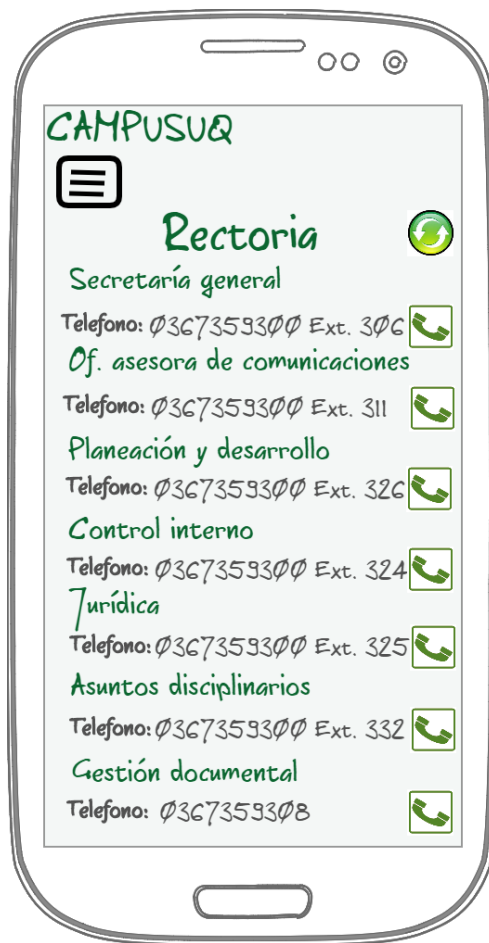 CAMPUSUQ
Rectoria
Secretaría general
Telefono: 0367359300 Ext. 306
Of. asesora de comunicaciones
Telefono: 0367359300 Ext. 311
Planeación y desarrollo
Telefono: 0367359300 Ext. 326
Control interno
Telefono: 0367359300 Ext. 324
Jurídica
Telefono: 0367359300 Ext. 325
Asuntos disciplinarios
Telefono: 0367359300 Ext. 332
Gestión documental
Telefono: 0367359308